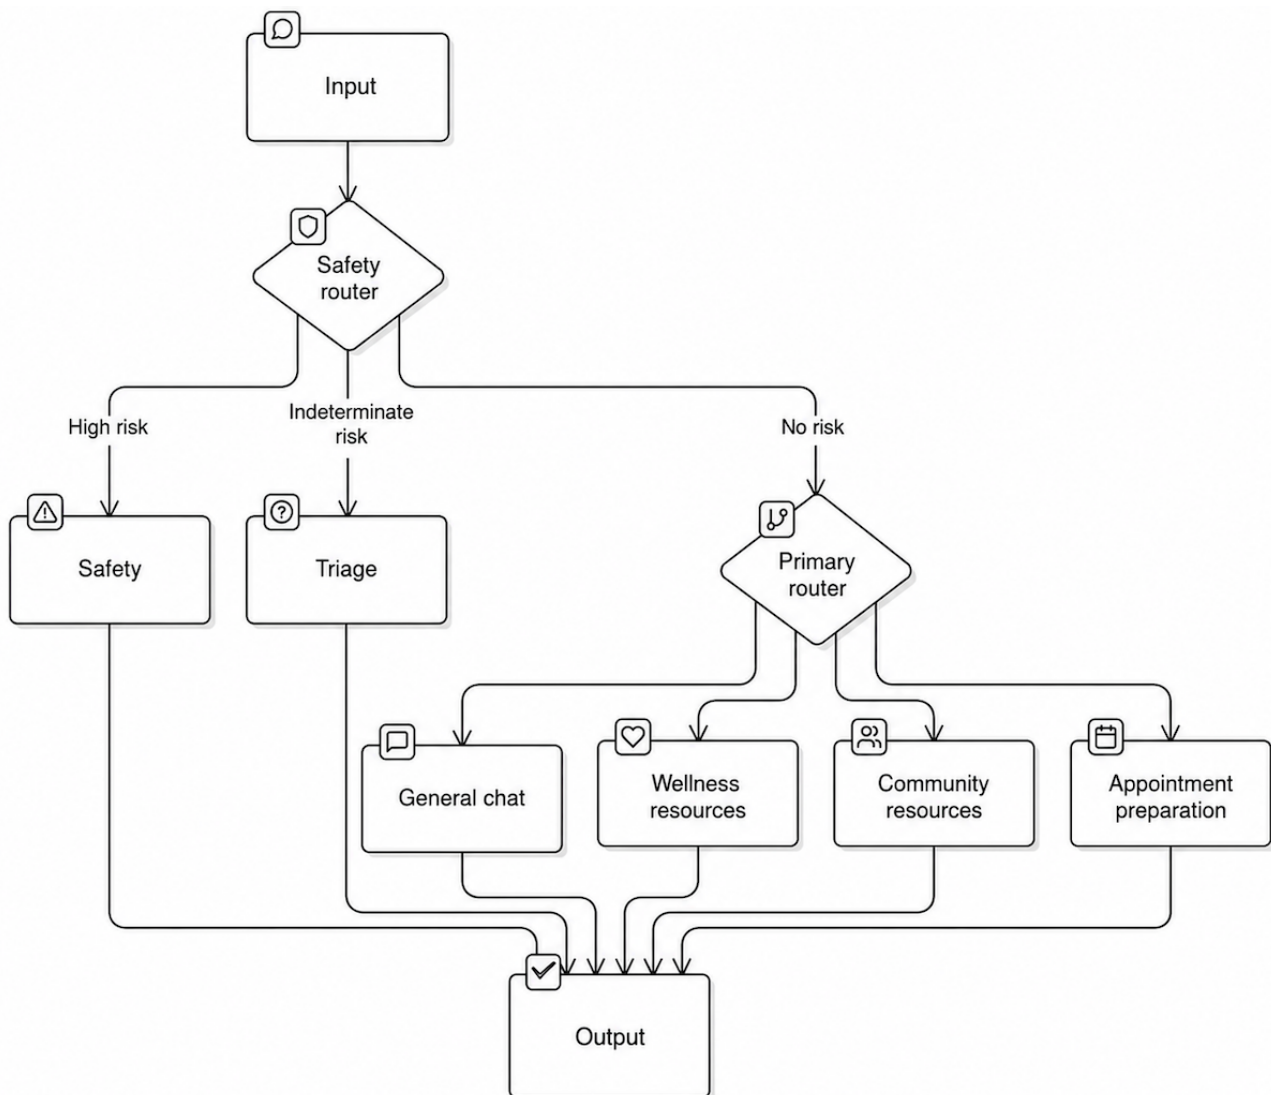 Input
Safety
router
High risk
Indeterminate
risk
No risk
Safety
Triage
Primary
router
General chat
Wellness
resources
Community
resources
Appointment
preparation
Output